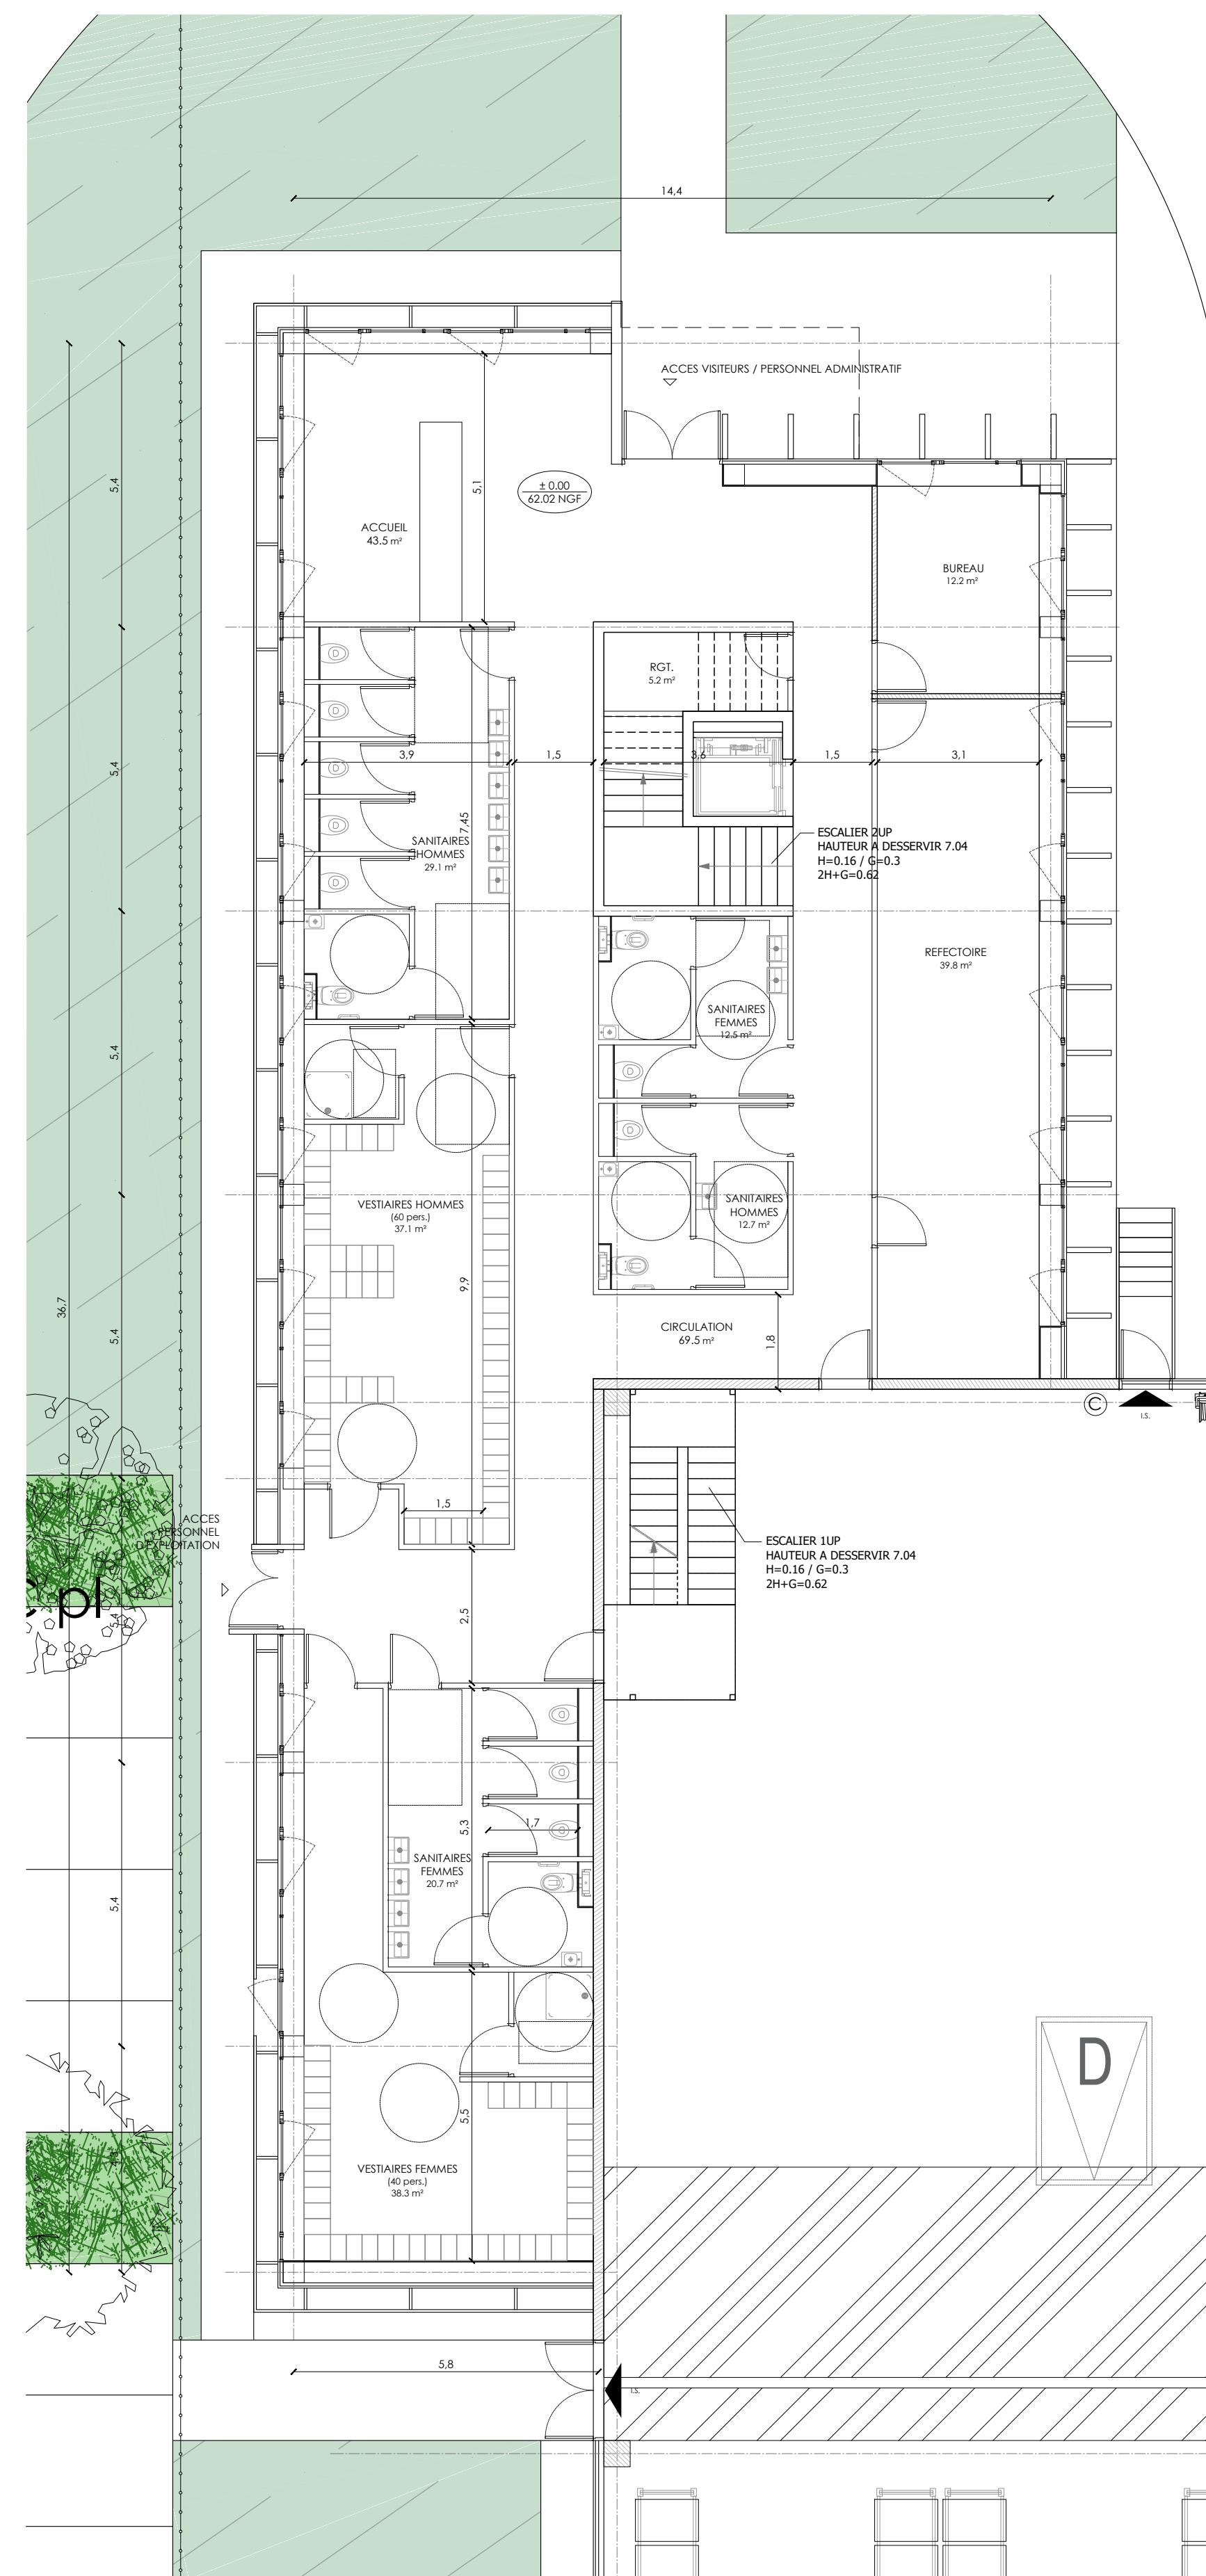 14,4
ACCES VISITEURS / PERSONNEL ADMINISTRATIF
5,4
5,1
± 0.00
62.02 NGF
ACCUEIL
43.5 m²
BUREAU
12.2 m²
RGT.
5.2 m²
5,4
3,9
1,5
3,6
1,5
3,1
7,45
SANITAIRES
HOMMES
29.1 m²
ESCALIER 2UP
HAUTEUR A DESSERVIR 7.04
H=0.16 / G=0.3
2H+G=0.62
REFECTOIRE
39.8 m²
SANITAIRES
FEMMES
12.5 m²
5,4
VESTIAIRES HOMMES
(60 pers.)
37.1 m²
SANITAIRES
HOMMES
12.7 m²
9,9
36,7
5,4
CIRCULATION
69.5 m²
1,8
C
I.S.
1,5
ACCES
PERSONNEL
D'EXPLOITATION
ESCALIER 1UP
HAUTEUR A DESSERVIR 7.04
H=0.16 / G=0.3
2H+G=0.62
pl
5,4
2,5
5,3
1,7
SANITAIRES
FEMMES
20.7 m²
5,4
D
5,5
VESTIAIRES FEMMES
(40 pers.)
38.3 m²
5,8
I.S.